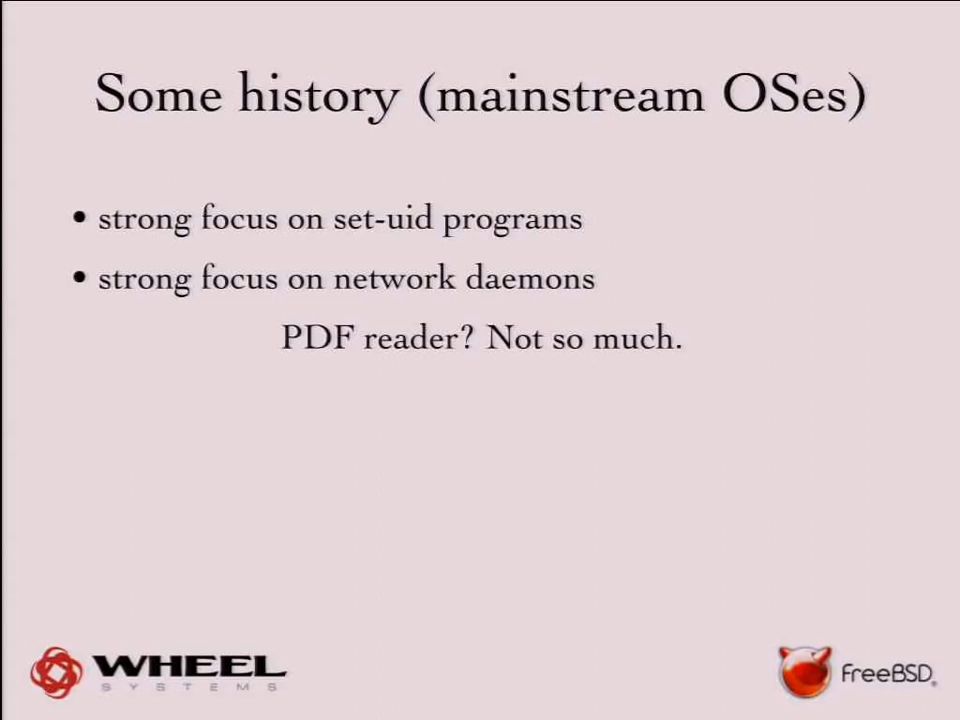 Some history (mainstream OSes)
• strong focus on set-uid programs
• strong focus on network daemons
PDF reader? Not so much.
WHEEL
SYSTEMS
FreeBSD®